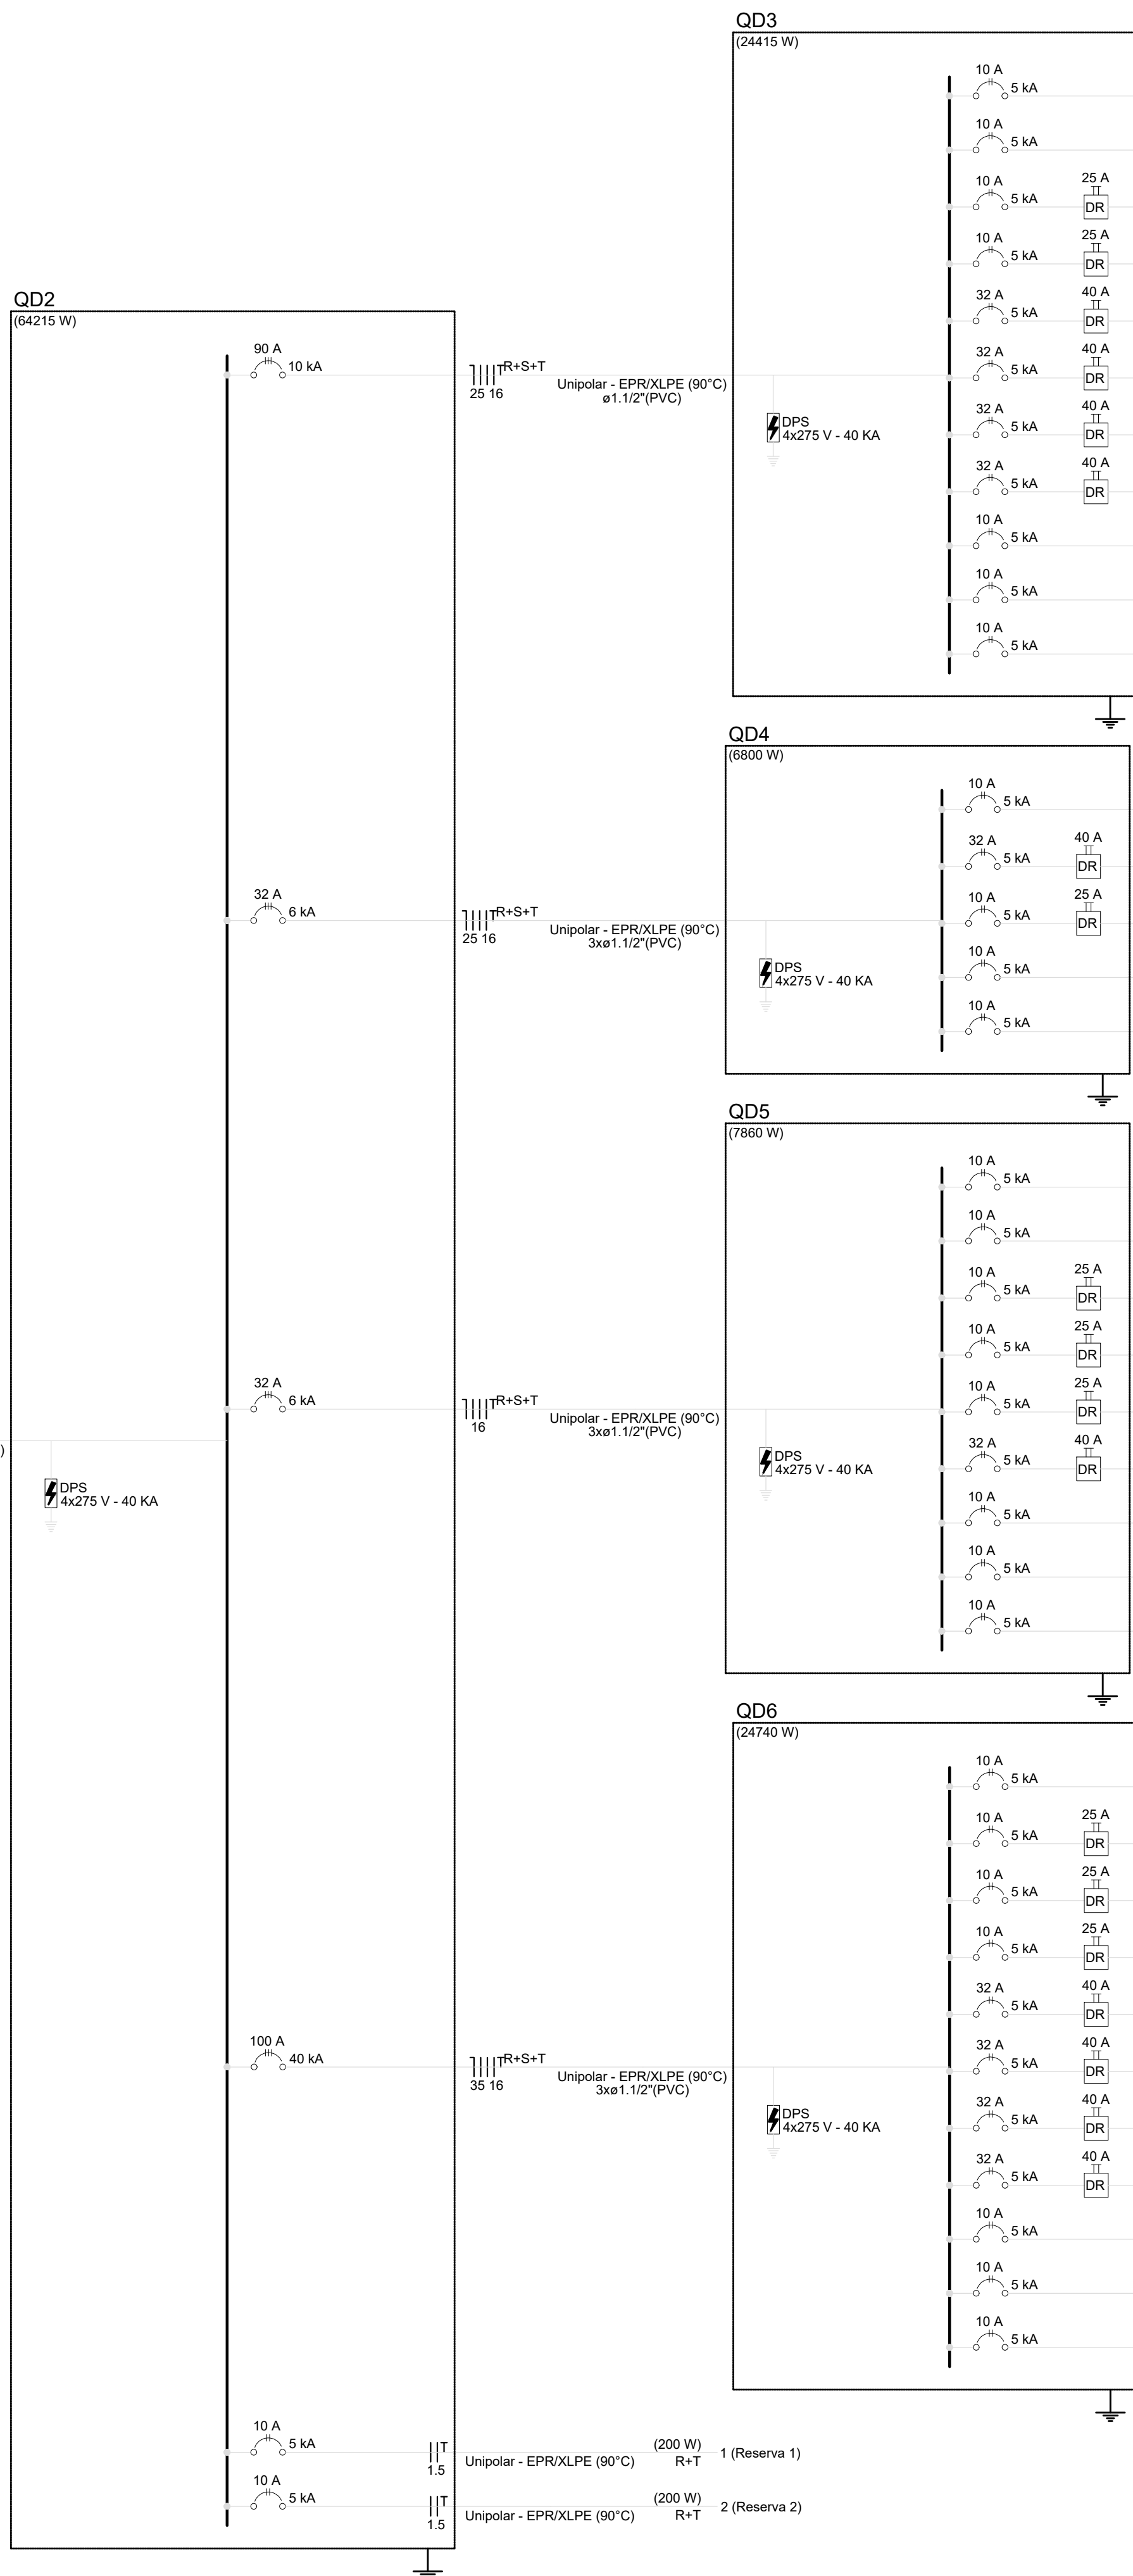 QD3
(24415 W)
10 A
5 kA
10 A
5 kA
10 A
5 kA
25 A
DR
10 A
5 kA
25 A
DR
32 A
5 kA
40 A
DR
32 A
5 kA
40 A
DR
32 A
5 kA
40 A
DR
32 A
5 kA
40 A
DR
10 A
5 kA
10 A
5 kA
10 A
5 kA
DPS
4x275 V - 40 KA
QD2
(64215 W)
90 A
10 kA
T
R+S+T
25 16
Unipolar - EPR/XLPE (90°C)
ø1.1/2"(PVC)
32 A
6 kA
T
R+S+T
25 16
Unipolar - EPR/XLPE (90°C)
3xø1.1/2"(PVC)
32 A
6 kA
T
R+S+T
16
Unipolar - EPR/XLPE (90°C)
3xø1.1/2"(PVC)
)
DPS
4x275 V - 40 KA
100 A
40 kA
T
R+S+T
35 16
Unipolar - EPR/XLPE (90°C)
3xø1.1/2"(PVC)
10 A
5 kA
T
1.5
Unipolar - EPR/XLPE (90°C)
(200 W)
R+T
1 (Reserva 1)
10 A
5 kA
T
1.5
Unipolar - EPR/XLPE (90°C)
(200 W)
R+T
2 (Reserva 2)
QD4
(6800 W)
10 A
5 kA
32 A
5 kA
40 A
DR
10 A
5 kA
25 A
DR
10 A
5 kA
10 A
5 kA
DPS
4x275 V - 40 KA
QD5
(7860 W)
10 A
5 kA
10 A
5 kA
10 A
5 kA
25 A
DR
10 A
5 kA
25 A
DR
10 A
5 kA
25 A
DR
32 A
5 kA
40 A
DR
10 A
5 kA
10 A
5 kA
10 A
5 kA
DPS
4x275 V - 40 KA
QD6
(24740 W)
10 A
5 kA
10 A
5 kA
25 A
DR
10 A
5 kA
25 A
DR
10 A
5 kA
25 A
DR
32 A
5 kA
40 A
DR
32 A
5 kA
40 A
DR
32 A
5 kA
40 A
DR
32 A
5 kA
40 A
DR
10 A
5 kA
10 A
5 kA
10 A
5 kA
DPS
4x275 V - 40 KA